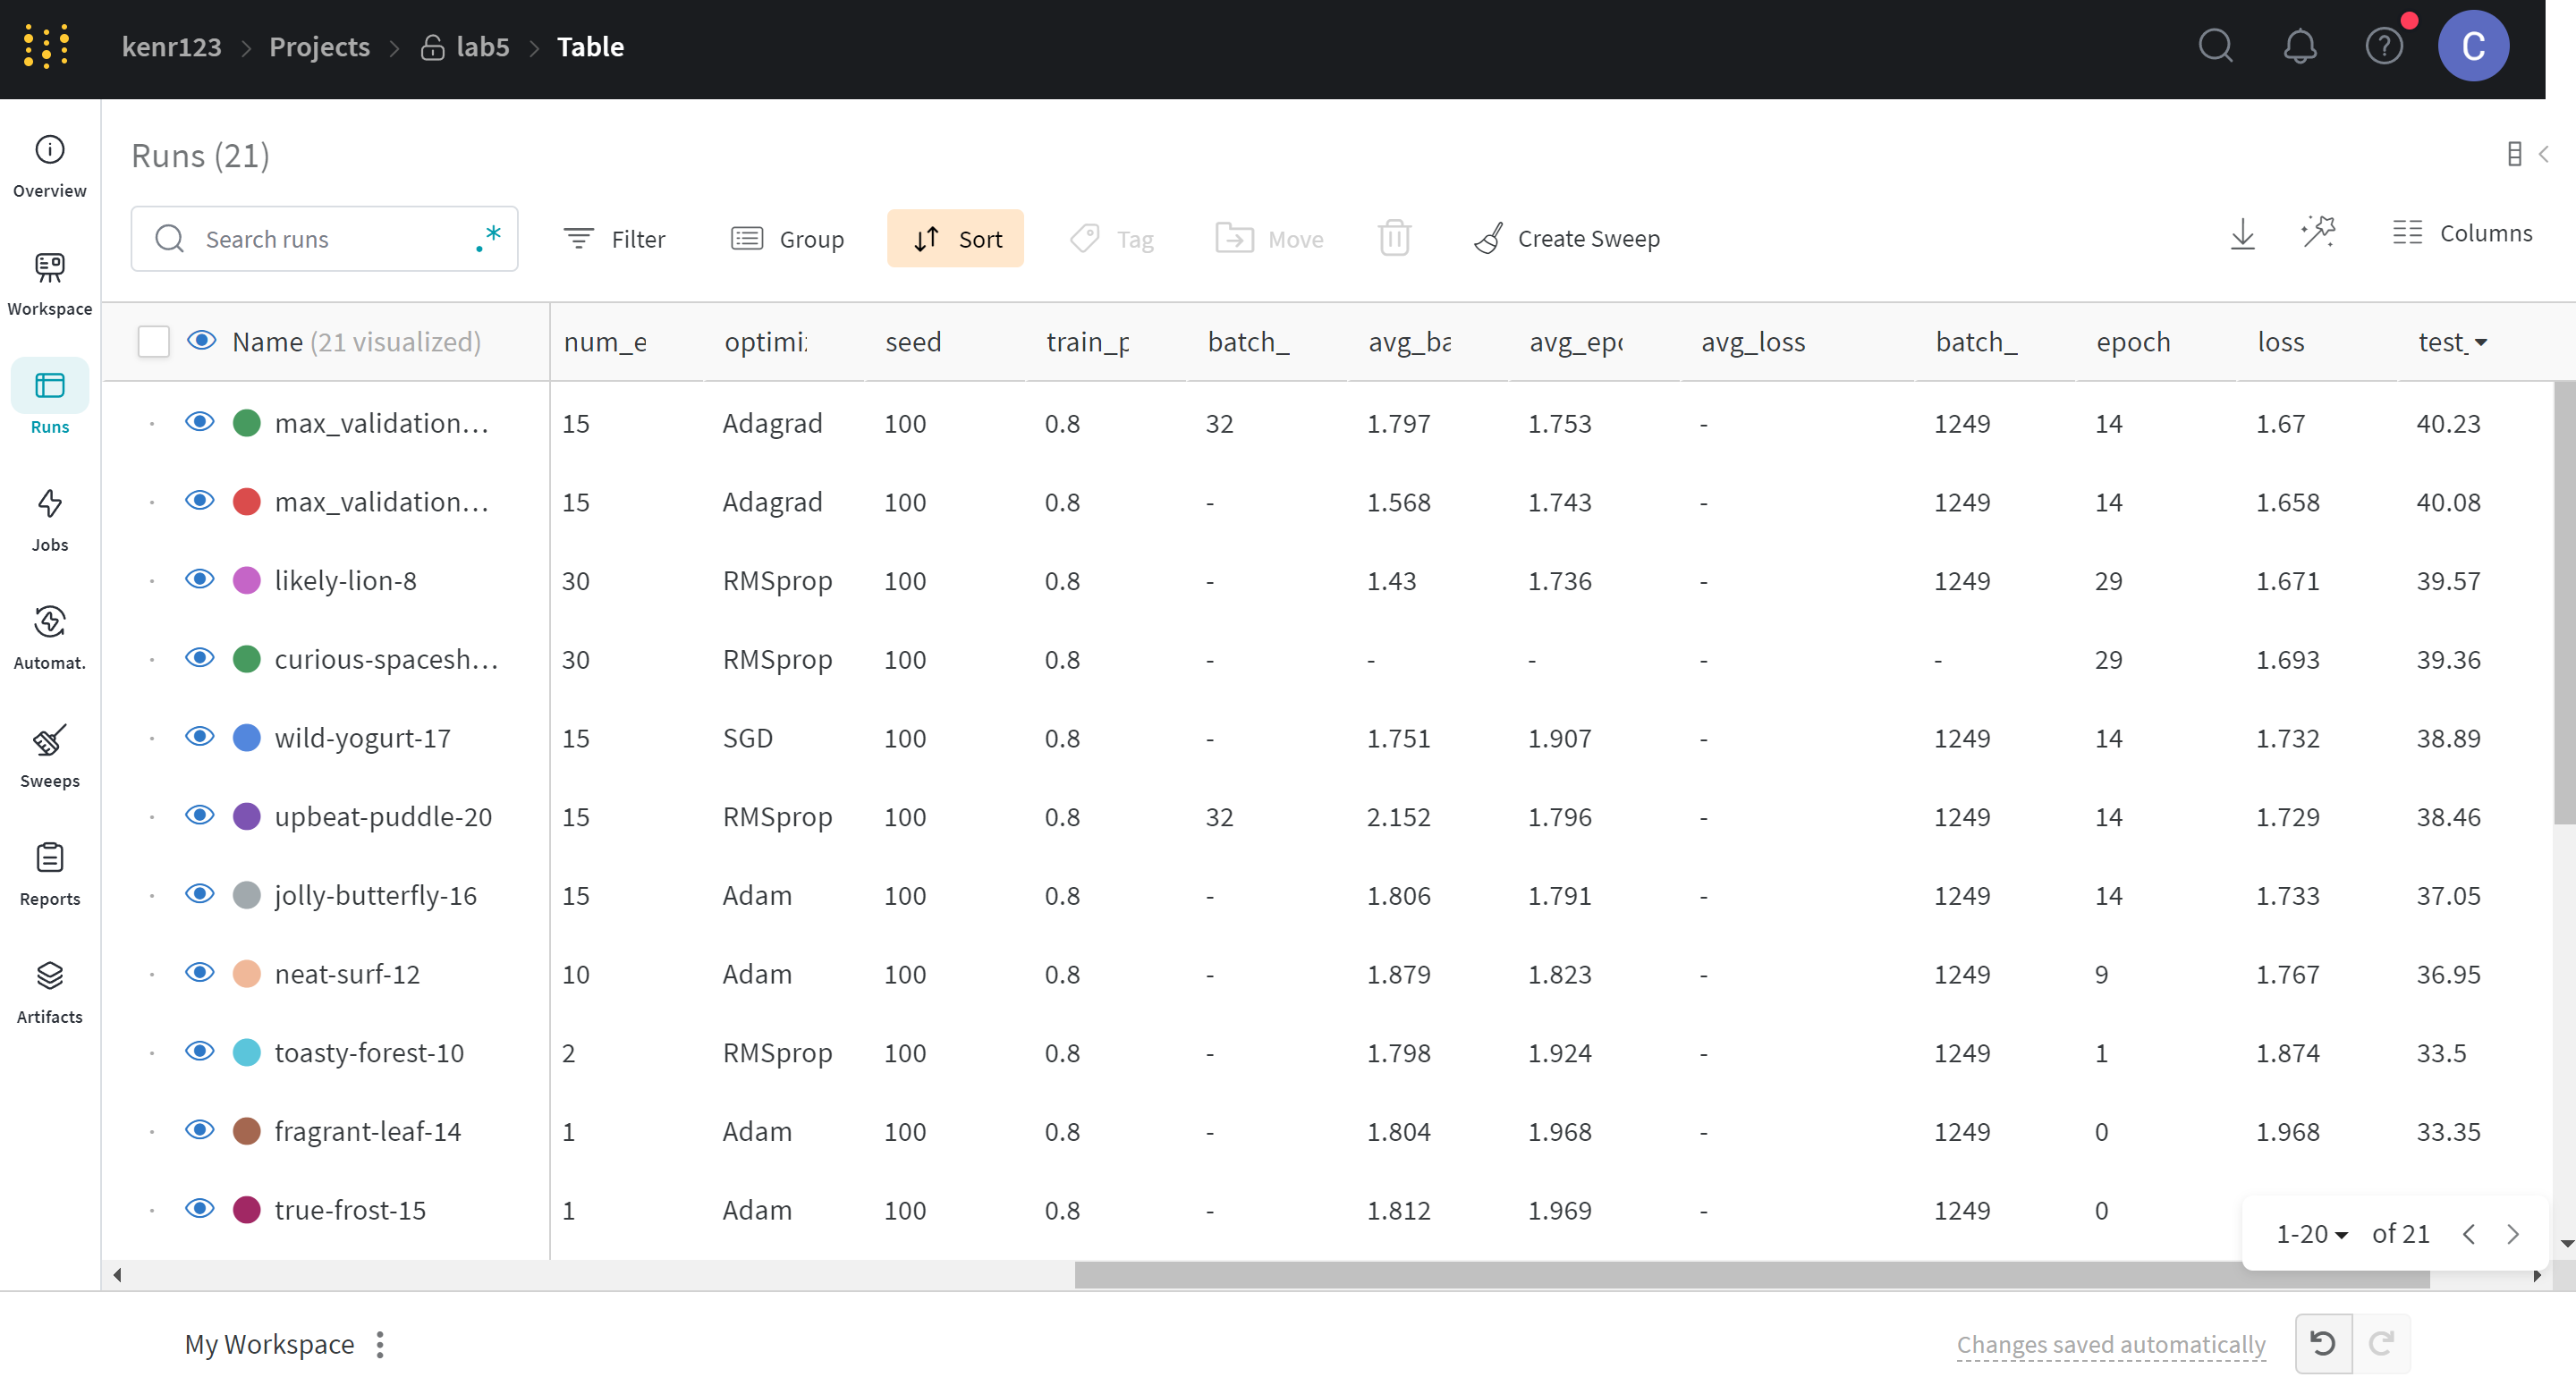 kenr123 > Projects > lab5 > Table
C
Runs (21)
Overview
Workspace
Runs
Jobs
Automat.
Sweeps
Reports
Artifacts
Search runs .* Filter Group Sort Tag Move Create Sweep Columns
Name (21 visualized) num_e optimi seed train_p batch_ avg_ba avg_epo avg_loss batch_ epoch loss test_
max_validation... 15 Adagrad 100 0.8 32 1.797 1.753 - 1249 14 1.67 40.23
max_validation... 15 Adagrad 100 0.8 - 1.568 1.743 - 1249 14 1.658 40.08
likely-lion-8 30 RMSprop 100 0.8 - 1.43 1.736 - 1249 29 1.671 39.57
curious-spacesh... 30 RMSprop 100 0.8 - - - - - 29 1.693 39.36
wild-yogurt-17 15 SGD 100 0.8 - 1.751 1.907 - 1249 14 1.732 38.89
upbeat-puddle-20 15 RMSprop 100 0.8 32 2.152 1.796 - 1249 14 1.729 38.46
jolly-butterfly-16 15 Adam 100 0.8 - 1.806 1.791 - 1249 14 1.733 37.05
neat-surf-12 10 Adam 100 0.8 - 1.879 1.823 - 1249 9 1.767 36.95
toasty-forest-10 2 RMSprop 100 0.8 - 1.798 1.924 - 1249 1 1.874 33.5
fragrant-leaf-14 1 Adam 100 0.8 - 1.804 1.968 - 1249 0 1.968 33.35
true-frost-15 1 Adam 100 0.8 - 1.812 1.969 - 1249 0
1-20 of 21
My Workspace
Changes saved automatically